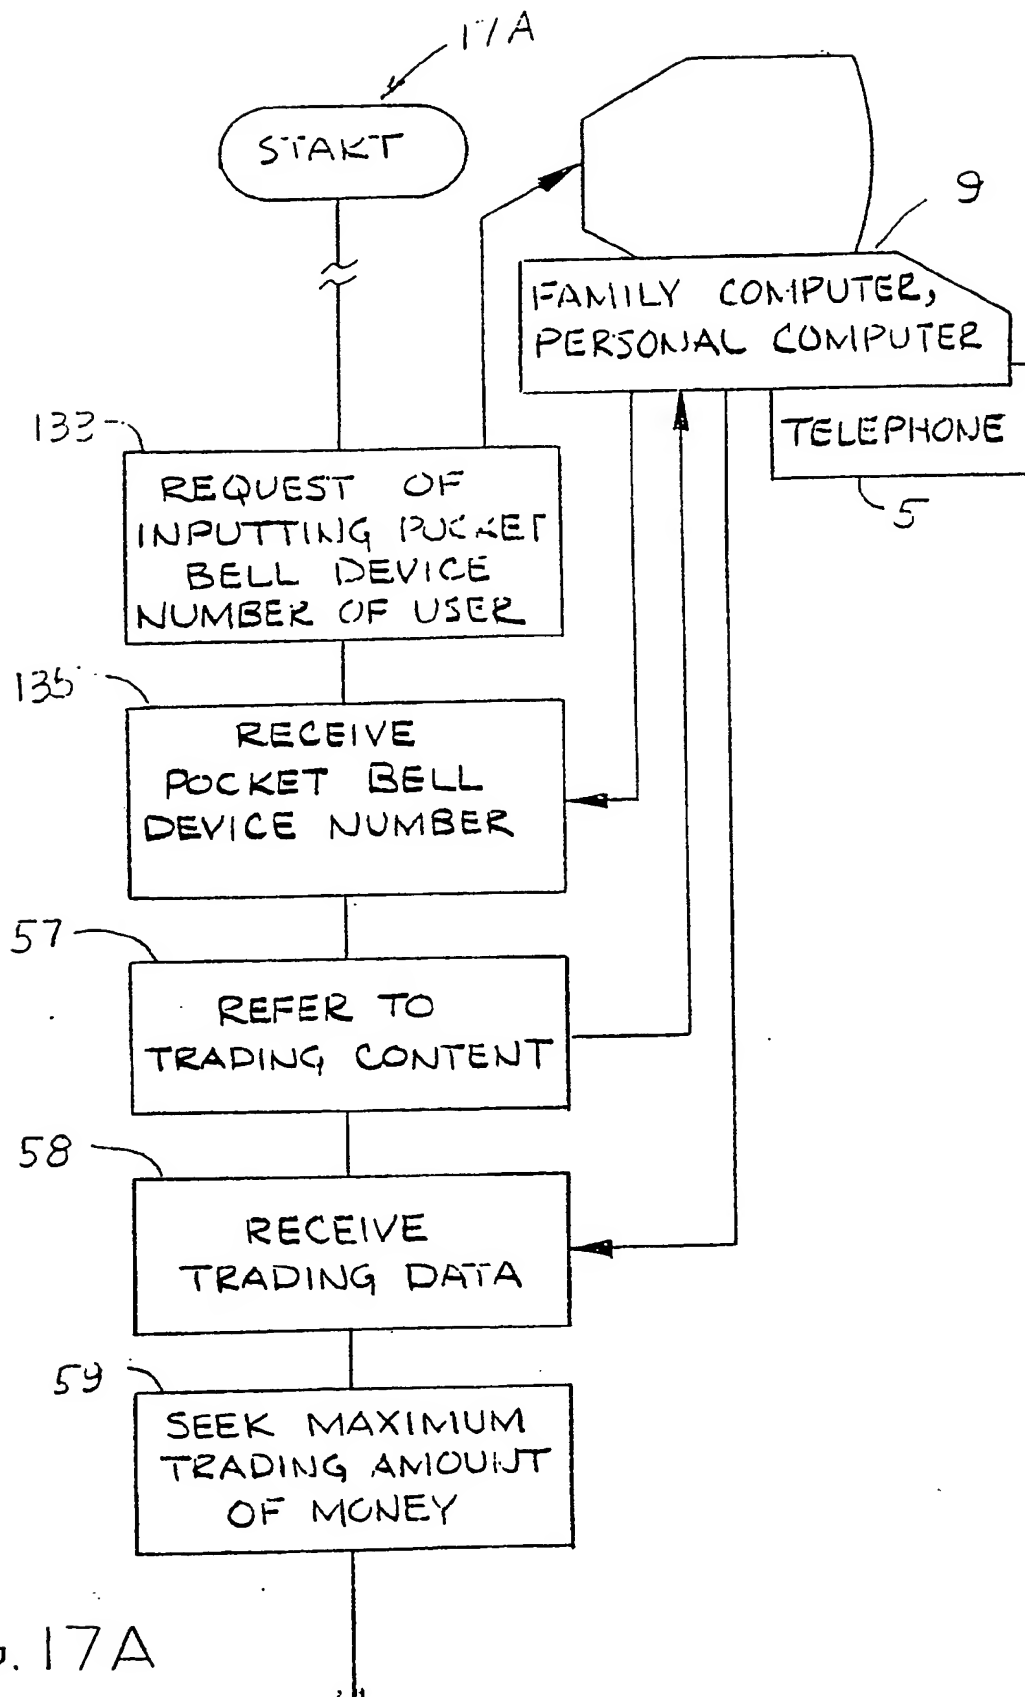 17A
START
9
FAMILY COMPUTER,
PERSONAL COMPUTER
TELEPHONE
5
133
REQUEST OF
INPUTTING POCKET
BELL DEVICE
NUMBER OF USER
135
RECEIVE
POCKET BELL
DEVICE NUMBER
57
REFER TO
TRADING CONTENT
58
RECEIVE
TRADING DATA
59
SEEK MAXIMUM
TRADING AMOUNT
OF MONEY
G. 17A